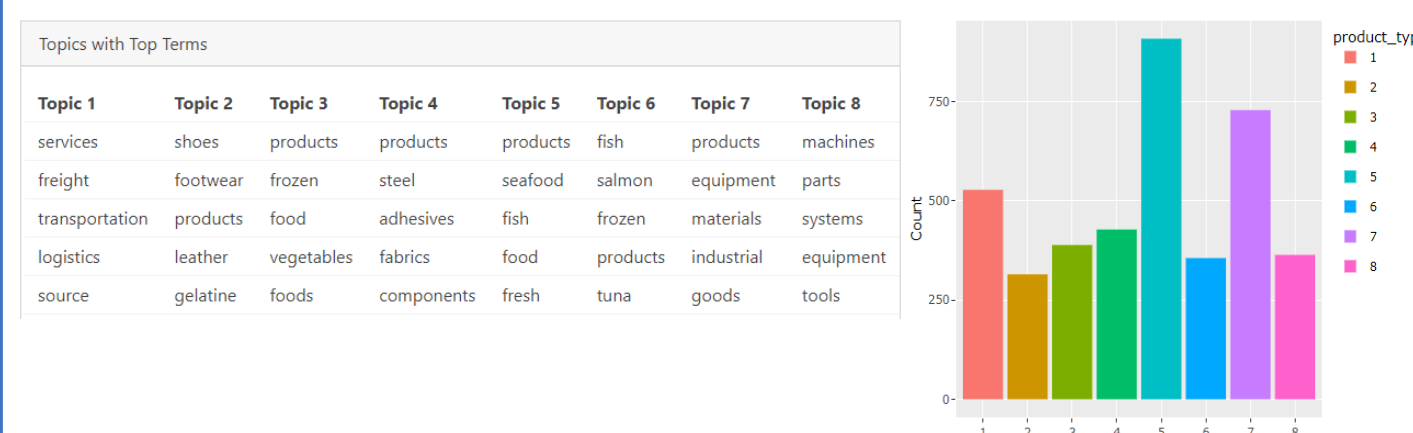 Topics with Top Terms
Topic 1 Topic 2 Topic 3 Topic 4 Topic 5 Topic 6 Topic 7 Topic 8
services shoes products products products fish products machines
freight footwear frozen steel seafood salmon equipment parts
transportation products food adhesives fish frozen materials systems
logistics leather vegetables fabrics food products industrial equipment
source gelatine foods components fresh tuna goods tools
750
500
250
0
Count
1 2 3 4 5 6 7 8
product_typ
1
2
3
4
5
6
7
8